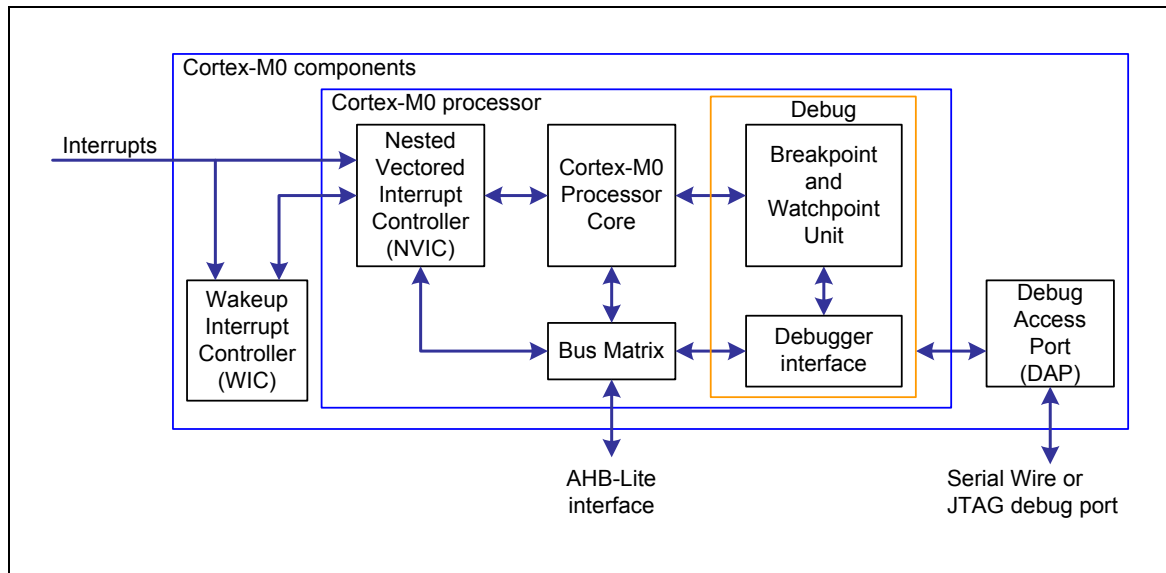 Cortex-M0 components
Cortex-M0 processor
Debug
Interrupts
Nested
Vectored
Interrupt
Controller
(NVIC)
Cortex-M0
Processor
Core
Breakpoint
and
Watchpoint
Unit
Wakeup
Interrupt
Controller
(WIC)
Bus Matrix
Debugger
interface
Debug
Access
Port
(DAP)
AHB-Lite
interface
Serial Wire or
JTAG debug port